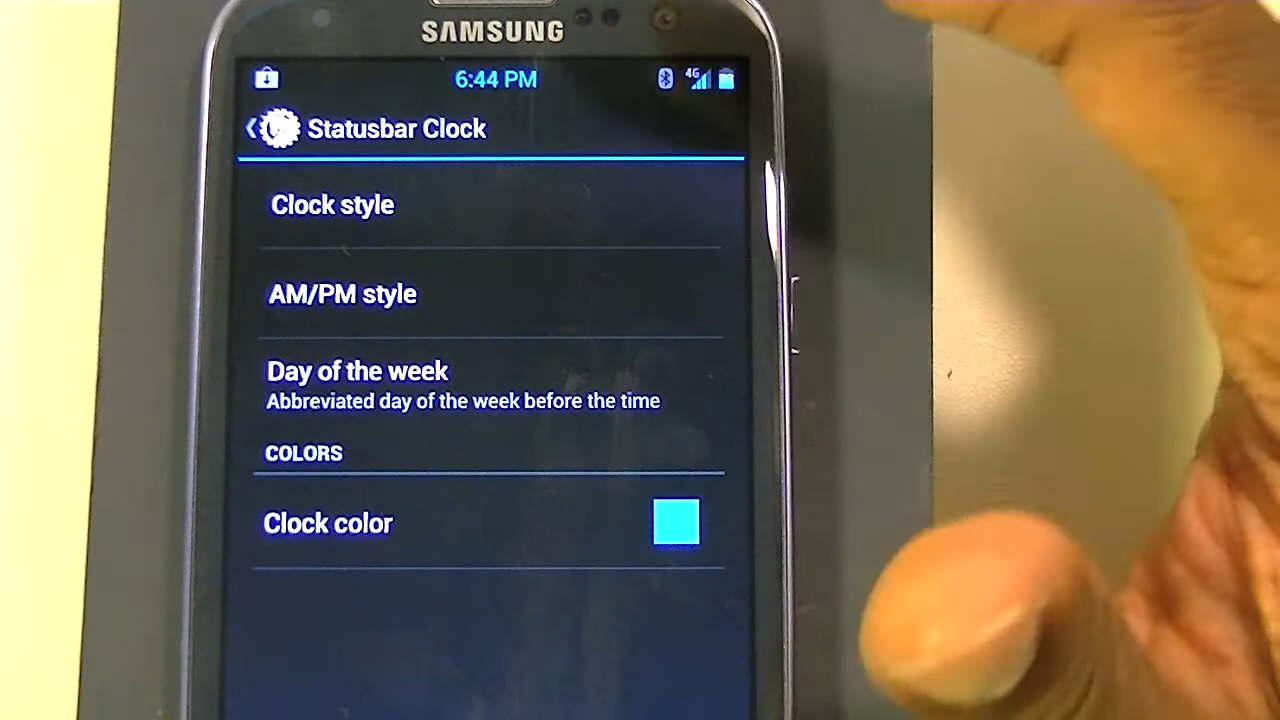 SAMSUNG
6:44 PM
4G
Statusbar Clock
Clock style
AM/PM style
Day of the week
Abbreviated day of the week before the time
COLORS
Clock color